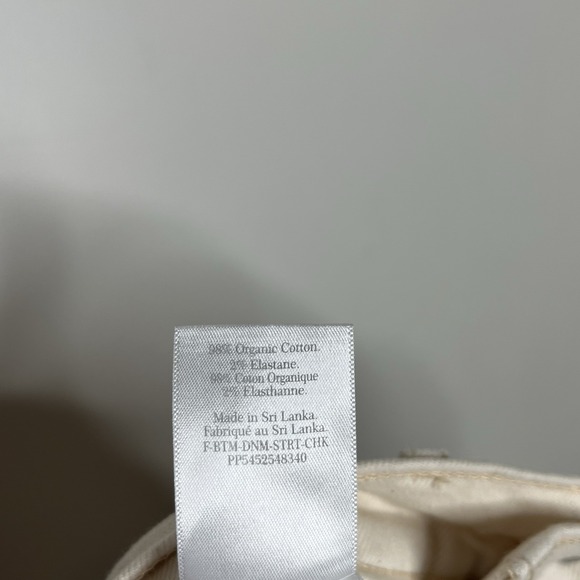 98% Organic Cotton.
2% Elastane.
98% Coton Organique
2% Elasthanne.
Made in Sri Lanka.
Fabriqué au Sri Lanka.
F-BTM-DNM-STRT-CHK
PP5452548340